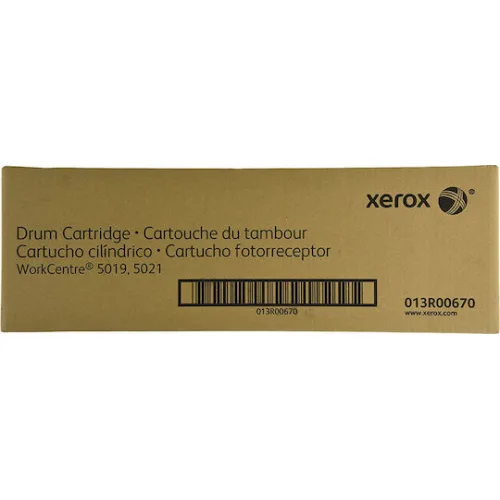 xerox®
Drum Cartridge • Cartouche du tambour
Cartucho cilíndrico • Cartucho fotorreceptor
WorkCentre® 5019, 5021
013R00670
013R00670
www.xerox.com